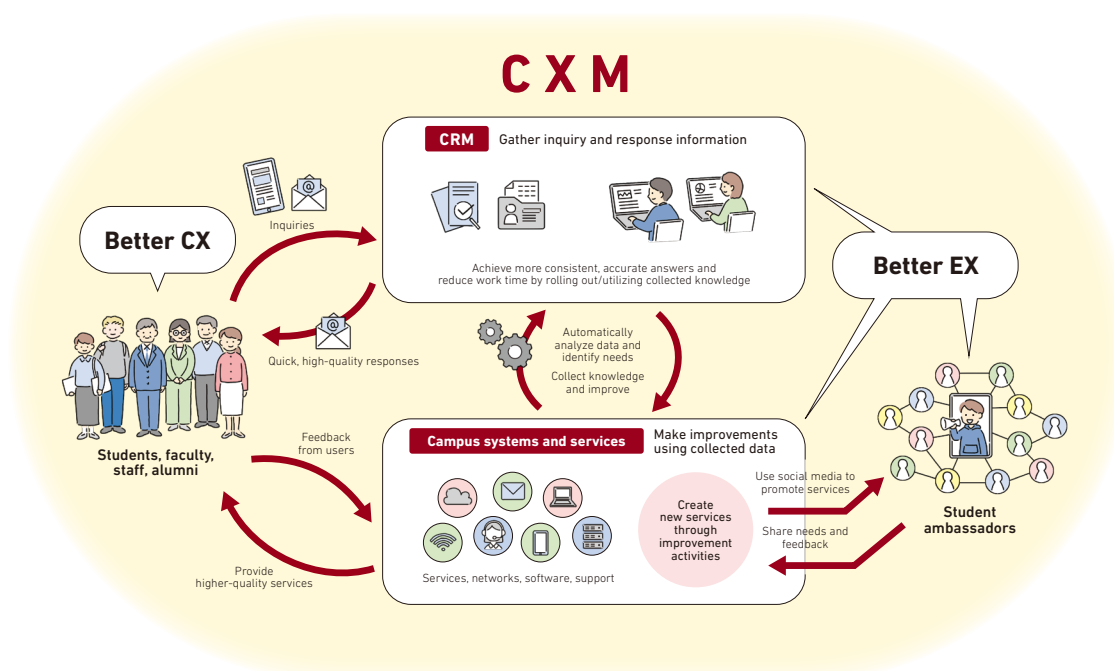 CXM
CRM Gather inquiry and response information
Inquiries
Better CX
Achieve more consistent, accurate answers and
reduce work time by rolling out/utilizing collected knowledge
Better EX
Quick, high-quality responses
Automatically
analyze data and
identify needs
Collect knowledge
and improve
Students, faculty,
staff, alumni
Feedback
from users
Campus systems and services
Make improvements
using collected data
Create
new services
through
improvement
activities
Services, networks, software, support
Provide
higher-quality services
Use social media to
promote services
Share needs and
feedback
Student
ambassadors